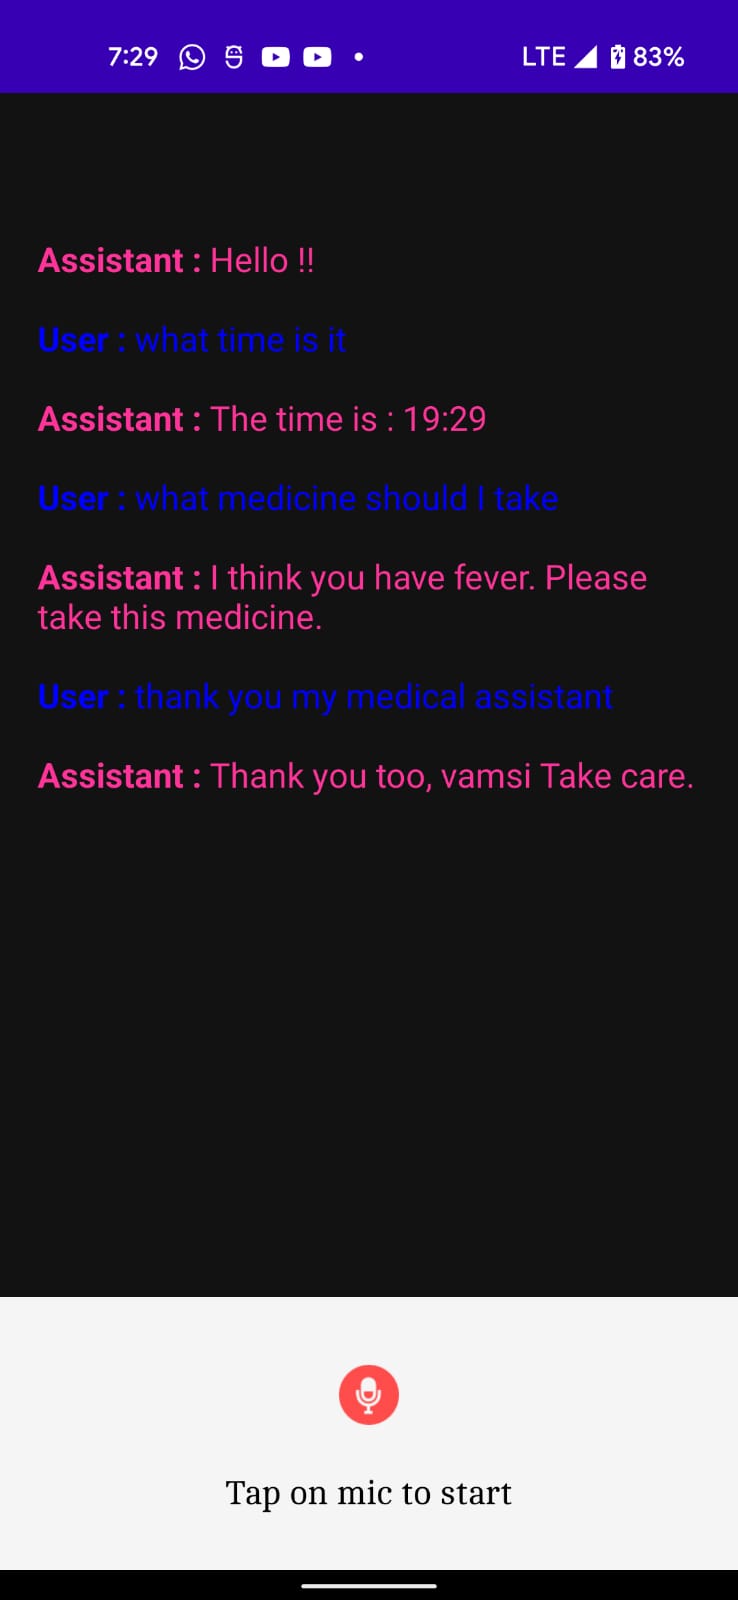 7:29 LTE 83%
Assistant : Hello !!
User : what time is it
Assistant : The time is : 19:29
User : what medicine should I take
Assistant : I think you have fever. Please
take this medicine.
User : thank you my medical assistant
Assistant : Thank you too, vamsi Take care.
Tap on mic to start